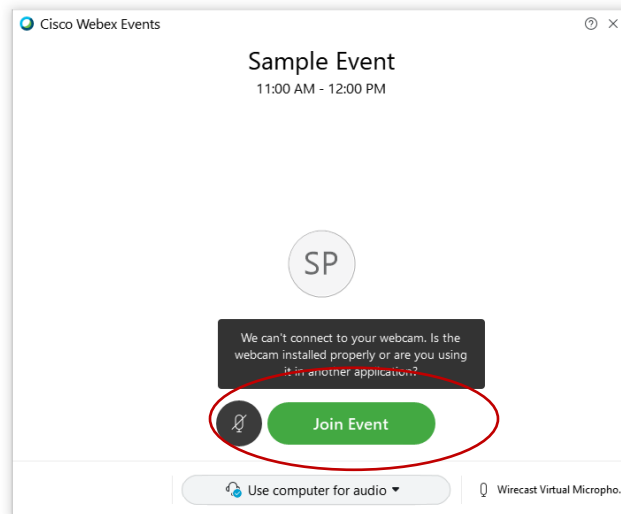 Cisco Webex Events
Sample Event
11:00 AM - 12:00 PM
SP
We can't connect to your webcam. Is the
webcam installed properly or are you using
it in another application?
Join Event
Use computer for audio
Wirecast Virtual Micropho.